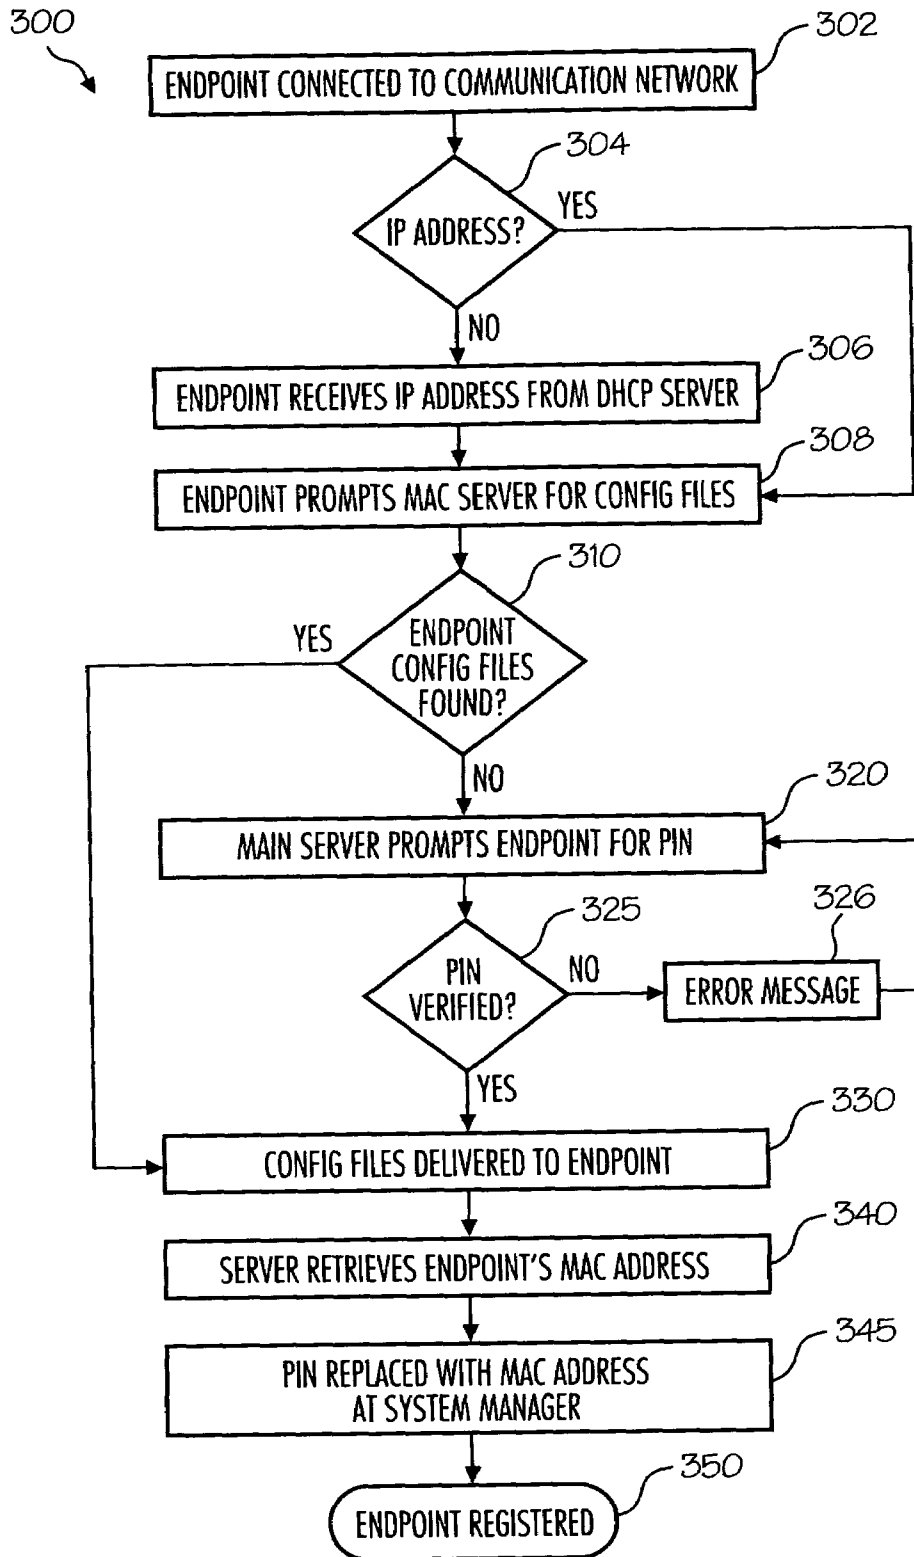 300
302
ENDPOINT CONNECTED TO COMMUNICATION NETWORK
304
IP ADDRESS?
YES
NO
306
ENDPOINT RECEIVES IP ADDRESS FROM DHCP SERVER
308
ENDPOINT PROMPTS MAC SERVER FOR CONFIG FILES
310
YES
ENDPOINT
CONFIG FILES
FOUND?
NO
320
MAIN SERVER PROMPTS ENDPOINT FOR PIN
325
326
PIN
VERIFIED?
NO
ERROR MESSAGE
YES
330
CONFIG FILES DELIVERED TO ENDPOINT
340
SERVER RETRIEVES ENDPOINT'S MAC ADDRESS
345
PIN REPLACED WITH MAC ADDRESS
AT SYSTEM MANAGER
350
ENDPOINT REGISTERED